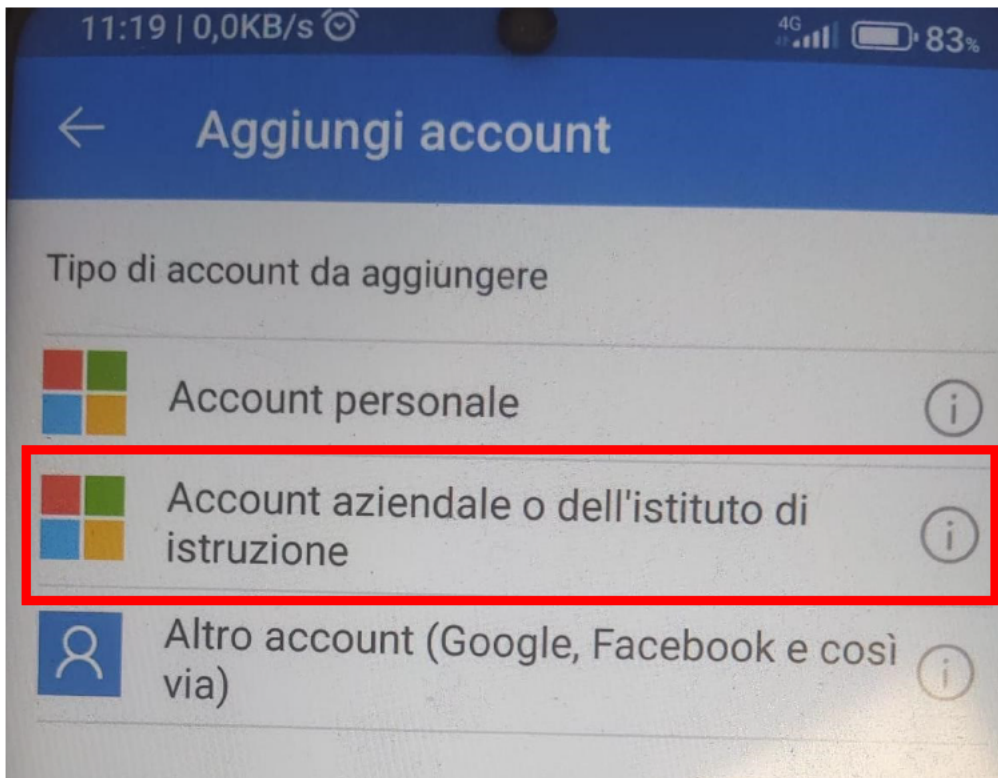 11:19 | 0,0KB/s
4G
83%
Aggiungi account
Tipo di account da aggiungere
Account personale
Account aziendale o dell'istituto di
istruzione
Altro account (Google, Facebook e così
via)